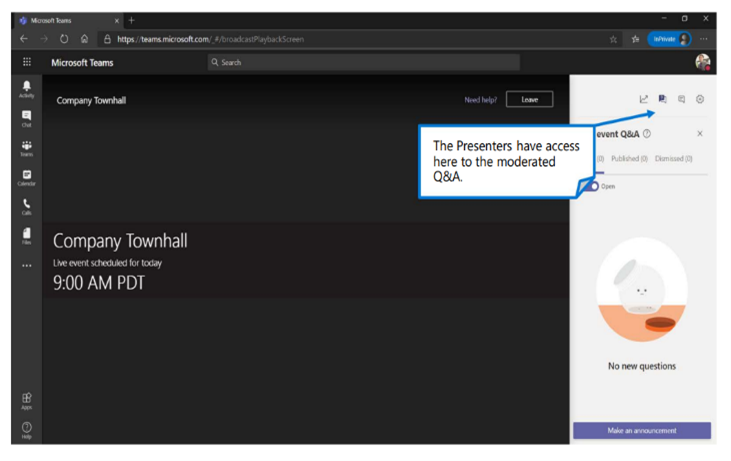 Microsoft Teams
https://teams.microsoft.com/_#/broadcastPlaybackScreen
InPrivate
Microsoft Teams
Search
Activity
Company Townhall
Need help?
Leave
Chat
The Presenters have access
here to the moderated
Q&A.
event Q&A
Teams
(0) Published (0) Dismissed (0)
Calendar
Open
Calls
Files
Company Townhall
Live event scheduled for today
9:00 AM PDT
No new questions
Apps
Make an announcement
Help